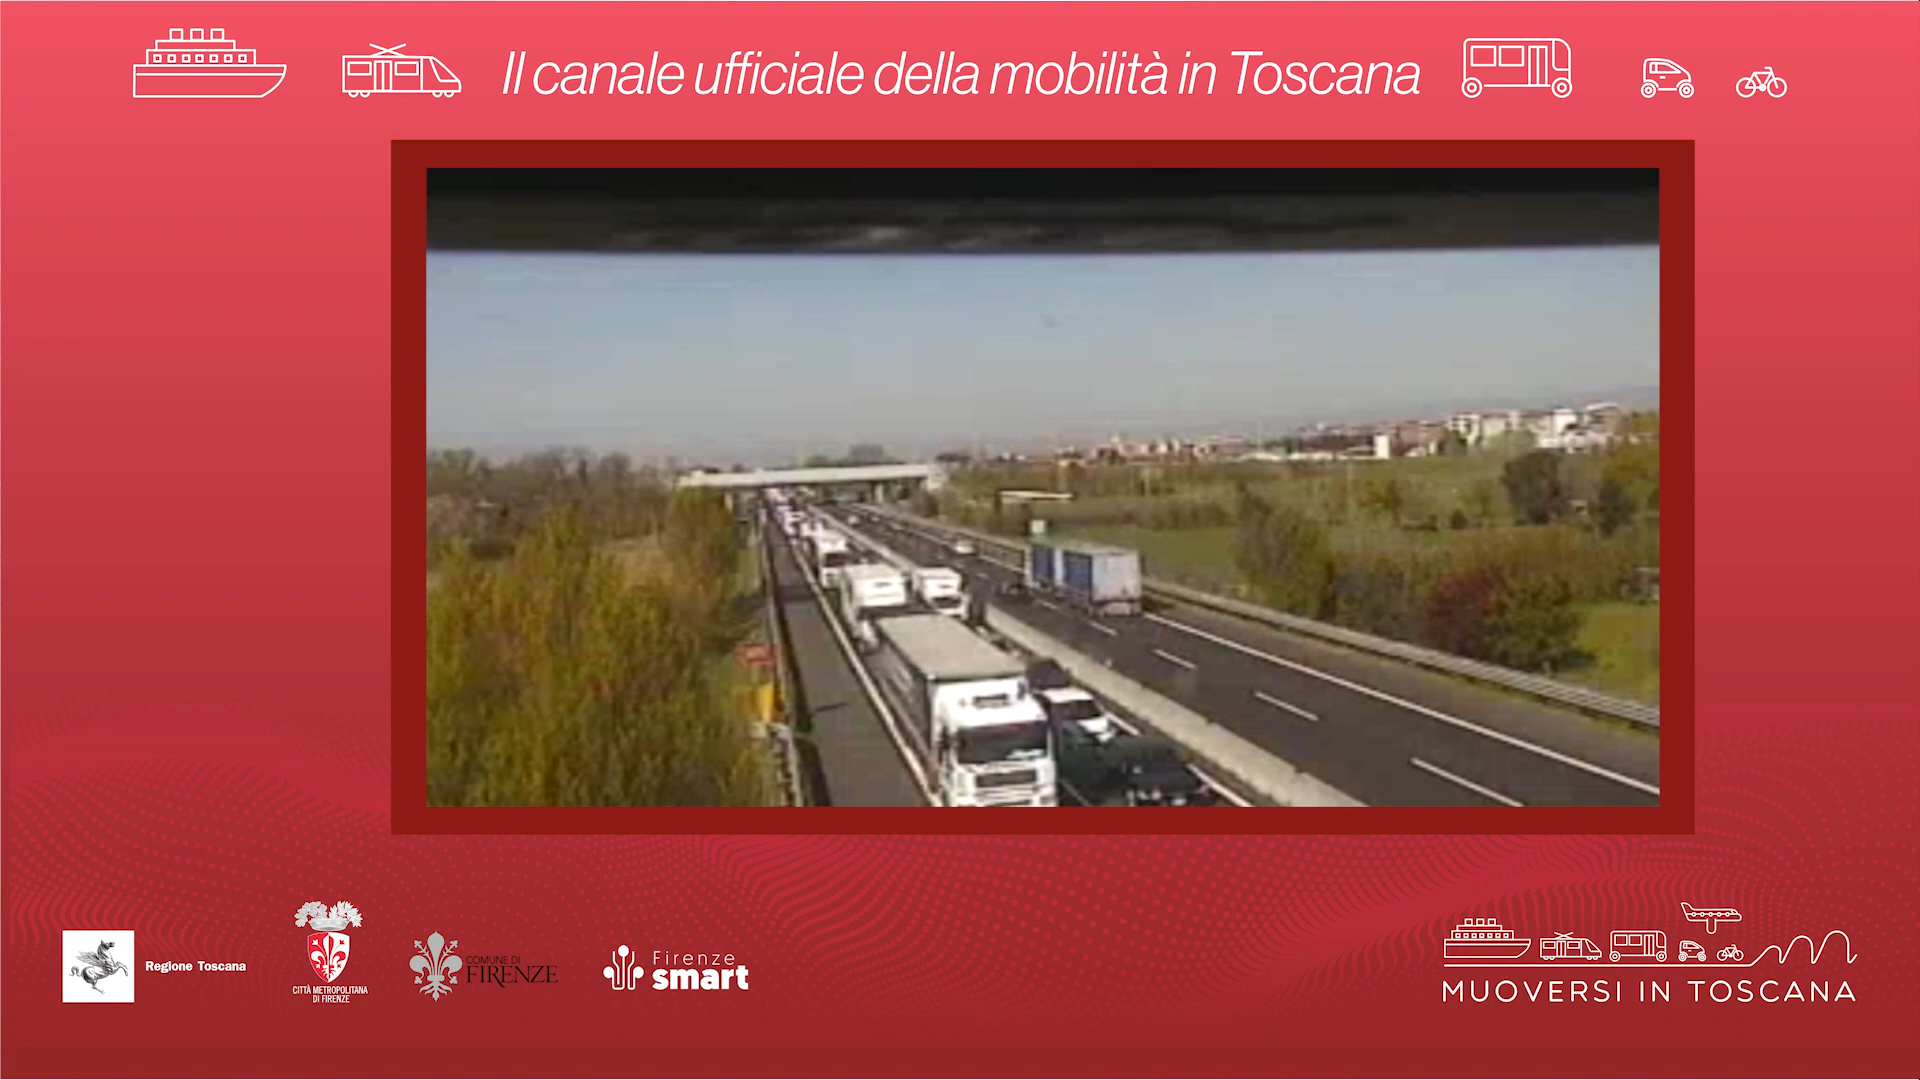 Il canale ufficiale della mobilità in Toscana
Regione Toscana
CITTÀ METROPOLITANA
DI FIRENZE
COMUNE DI
FIRENZE
Firenze
smart
MUOVERSI IN TOSCANA